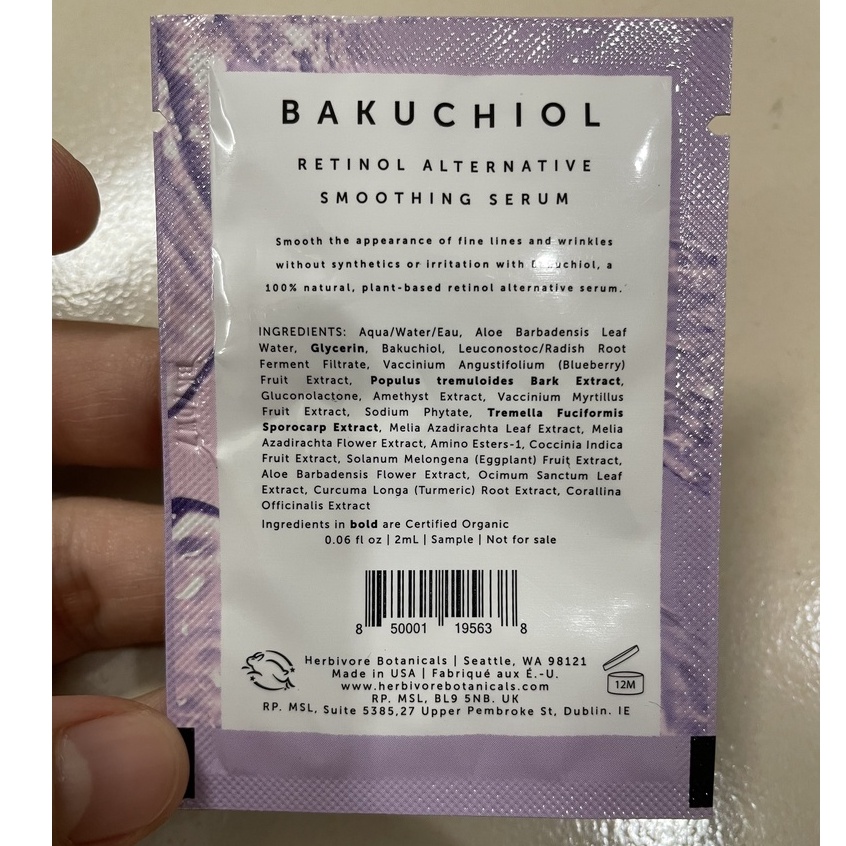 BAKUCHIOL
RETINOL ALTERNATIVE
SMOOTHING SERUM
Smooth the appearance of fine lines and wrinkles
without synthetics or irritation with Bakuchiol, a
100% natural, plant-based retinol alternative serum.
INGREDIENTS: Aqua/Water/Eau, Aloe Barbadensis Leaf
Water, Glycerin, Bakuchiol, Leuconostoc/Radish Root
Ferment Filtrate, Vaccinium Angustifolium (Blueberry)
Fruit Extract, Populus tremuloides Bark Extract,
Gluconolactone, Amethyst Extract, Vaccinium Myrtillus
Fruit Extract, Sodium Phytate, Tremella Fuciformis
Sporocarp Extract, Melia Azadirachta Leaf Extract, Melia
Azadirachta Flower Extract, Amino Esters-1, Coccinia Indica
Fruit Extract, Solanum Melongena (Eggplant) Fruit Extract,
Aloe Barbadensis Flower Extract, Ocimum Sanctum Leaf
Extract, Curcuma Longa (Turmeric) Root Extract, Corallina
Officinalis Extract
Ingredients in bold are Certified Organic
0.06 fl oz | 2mL | Sample | Not for sale
8 50001 19563 8
Herbivore Botanicals | Seattle, WA 98121
Made in USA | Fabriqué aux É.-U.
www.herbivorebotanicals.com
RP. MSL, BL9 5NB. UK
RP. MSL, Suite 5385,27 Upper Pembroke St, Dublin. IE
12M